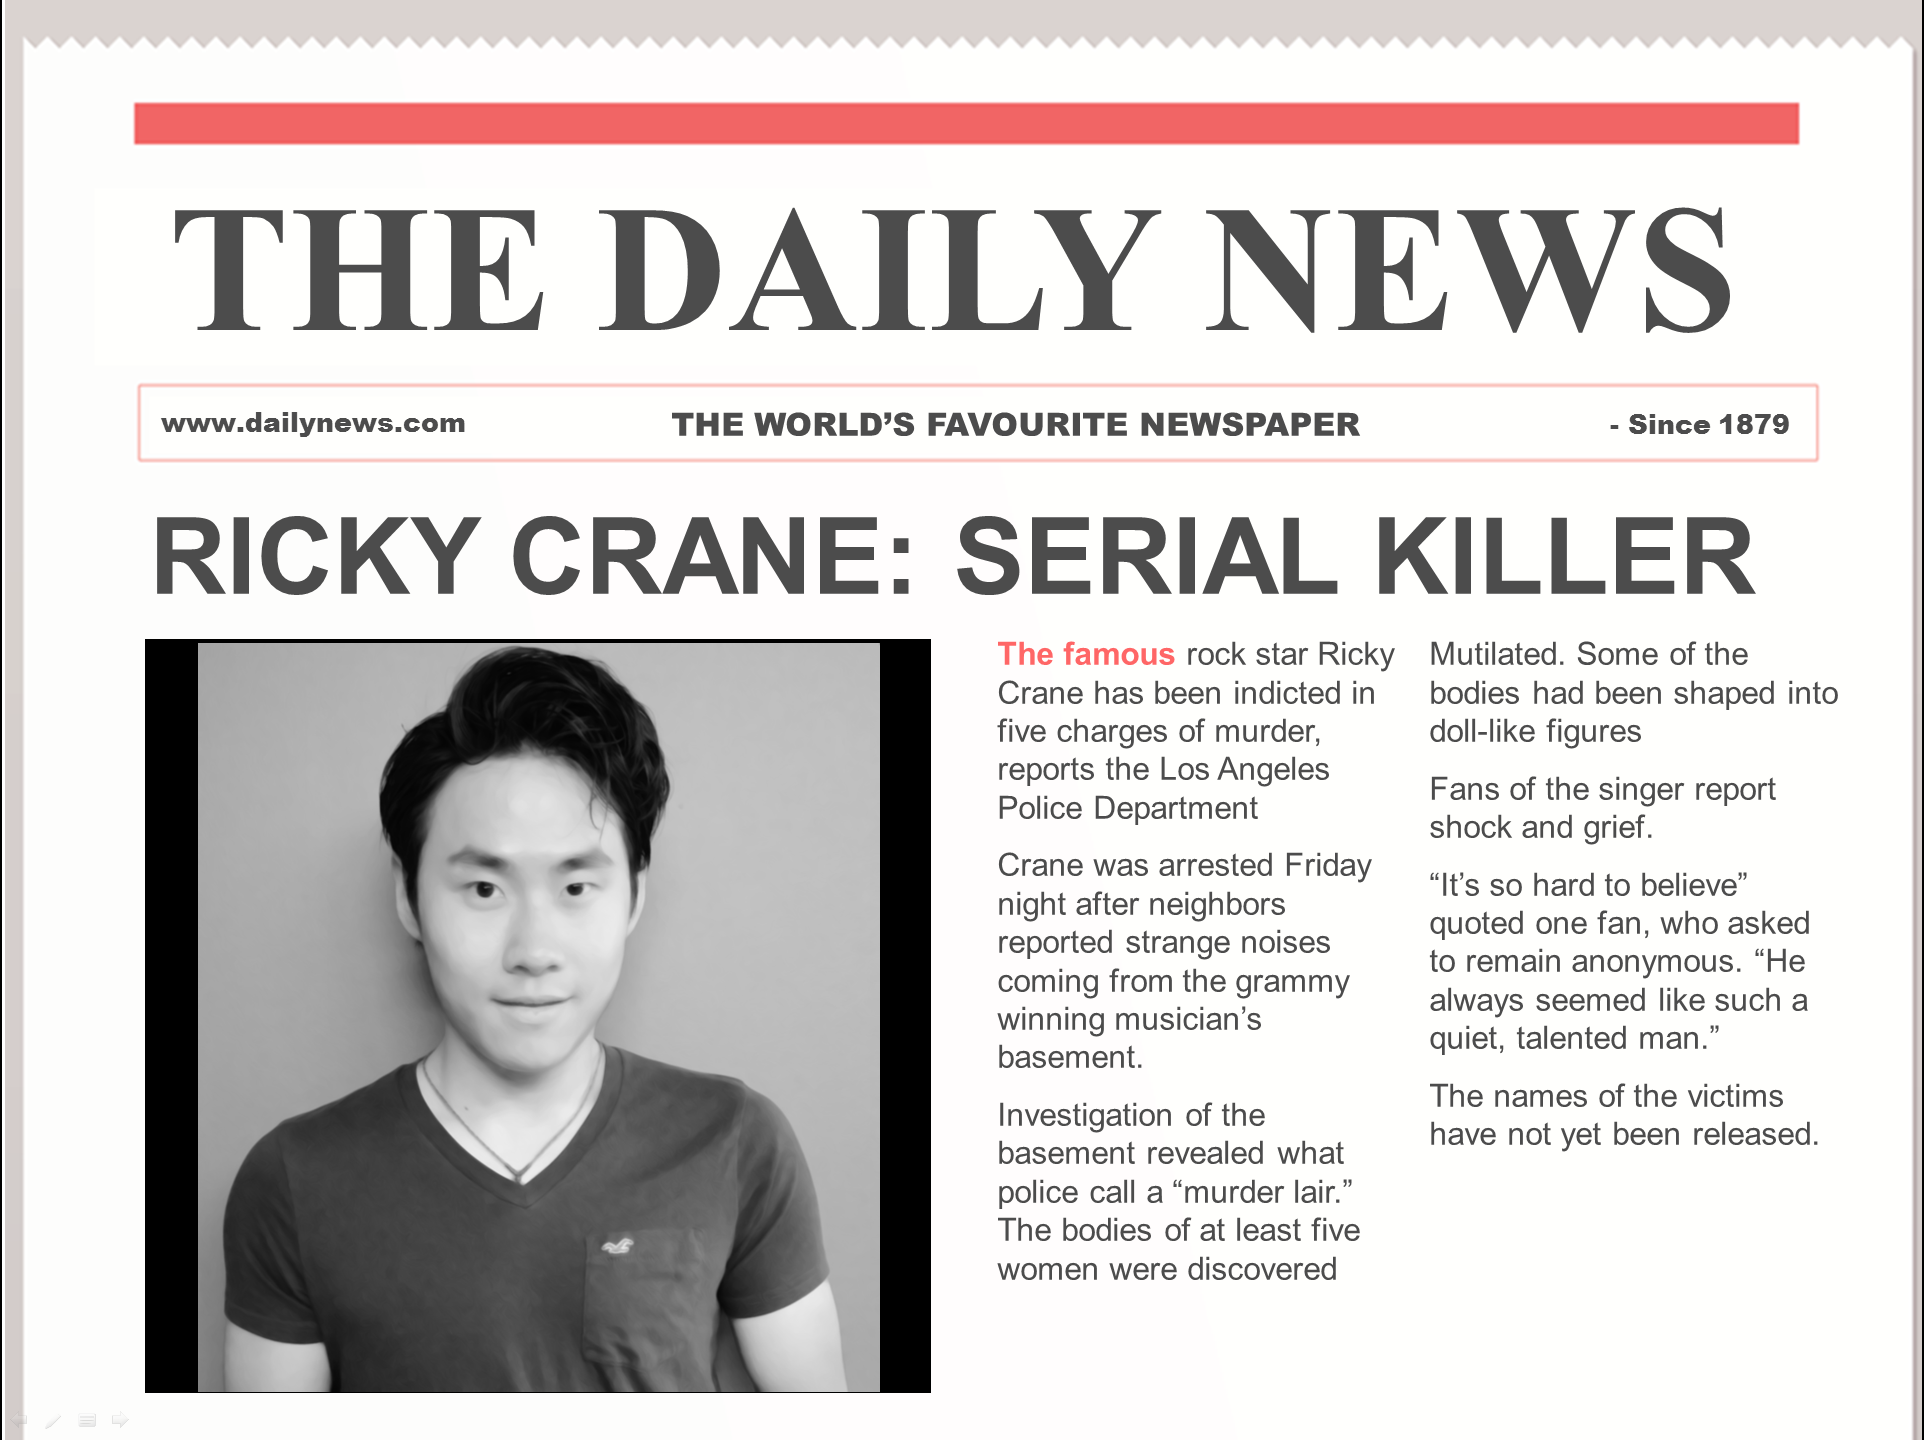 THE DAILY NEWS
www.dailynews.com
THE WORLD’S FAVOURITE NEWSPAPER
- Since 1879
RICKY CRANE: SERIAL KILLER
The famous rock star Ricky
Crane has been indicted in
five charges of murder,
reports the Los Angeles
Police Department
Crane was arrested Friday
night after neighbors
reported strange noises
coming from the grammy
winning musician’s
basement.
Investigation of the
basement revealed what
police call a “murder lair.”
The bodies of at least five
women were discovered
Mutilated. Some of the
bodies had been shaped into
doll-like figures
Fans of the singer report
shock and grief.
“It’s so hard to believe”
quoted one fan, who asked
to remain anonymous. “He
always seemed like such a
quiet, talented man.”
The names of the victims
have not yet been released.